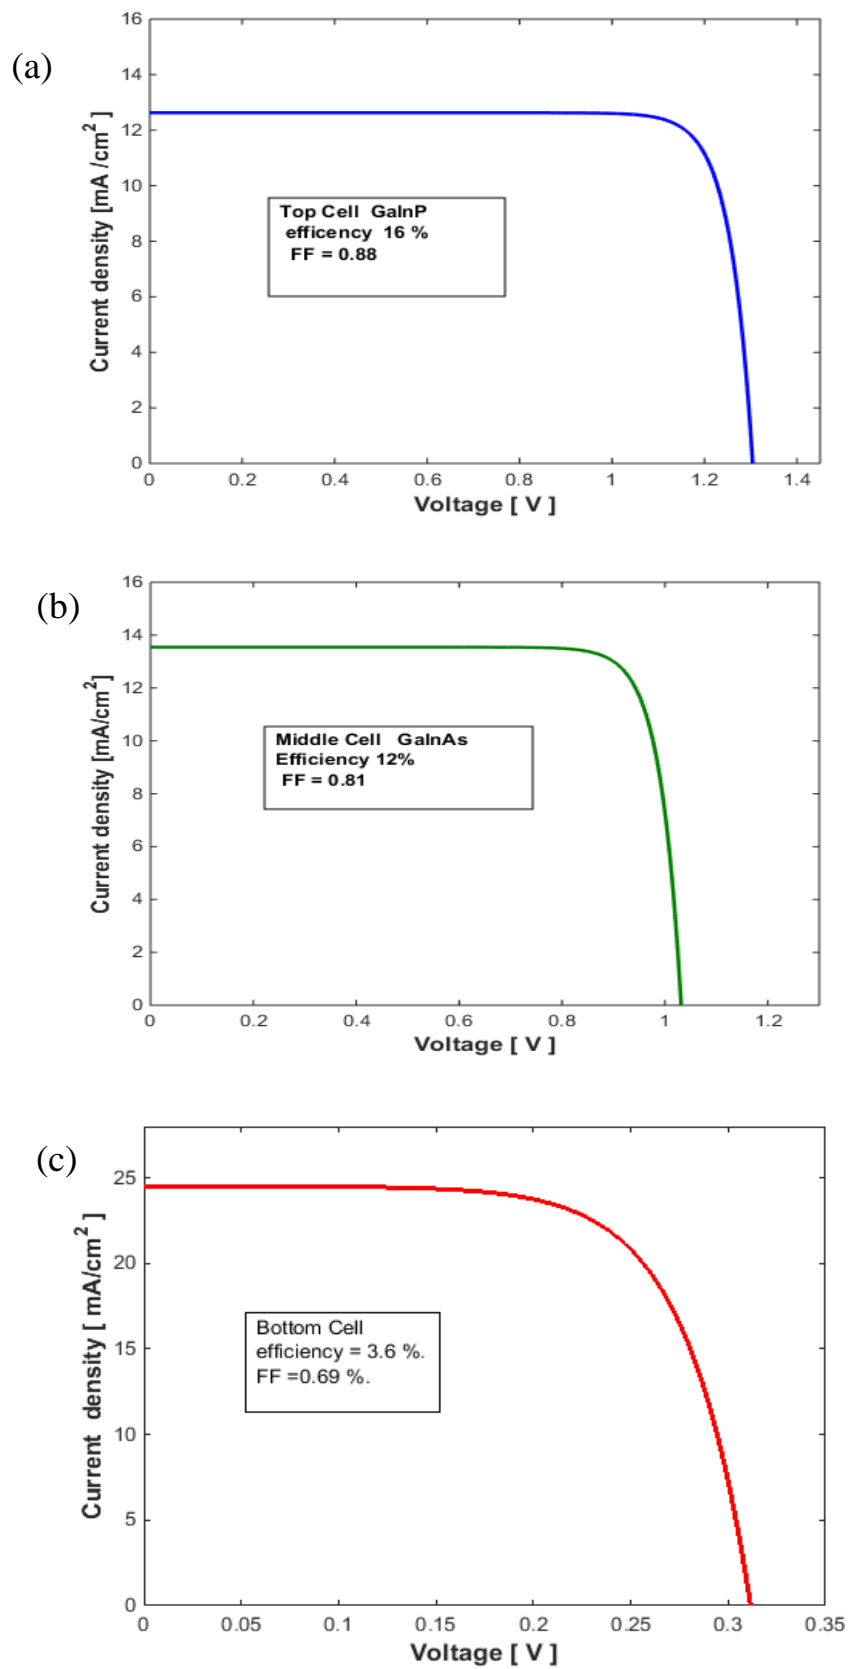 (a)
16
14
12
10
8
6
4
2
0
Current density [mA /cm²]
Top Cell GaInP
efficency 16 %
FF = 0.88
0 0.2 0.4 0.6 0.8 1 1.2 1.4
Voltage [ V ]
(b)
16
14
12
10
8
6
4
2
0
Current density [mA/cm²]
Middle Cell GaInAs
Efficiency 12%
FF = 0.81
0 0.2 0.4 0.6 0.8 1 1.2
Voltage [ V ]
(c)
25
20
15
10
5
0
Current density [ mA/cm² ]
Bottom Cell
efficiency = 3.6 %.
FF =0.69 %.
0 0.05 0.1 0.15 0.2 0.25 0.3 0.35
Voltage [ V ]